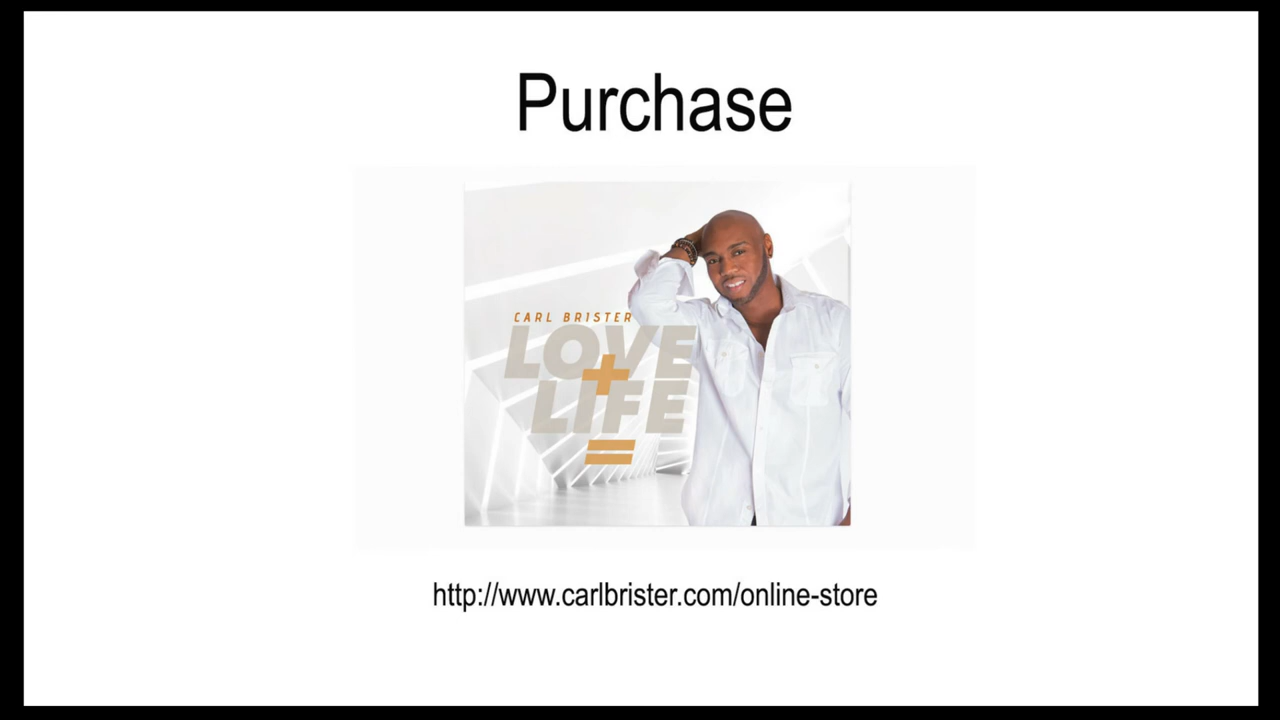 Purchase
CARL BRISTER
LOVE
+
LIFE
=
http://www.carlbrister.com/online-store